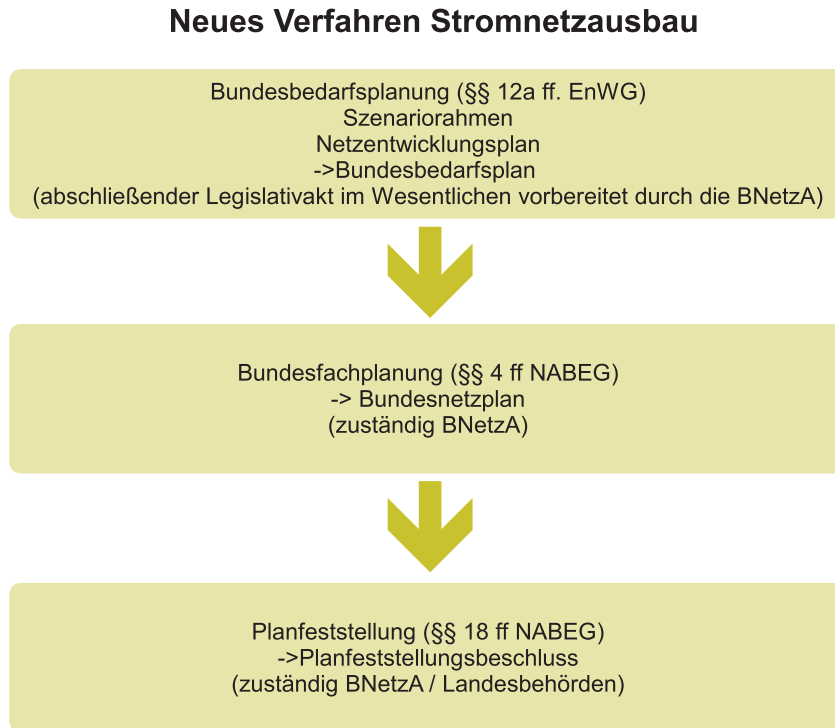 Neues Verfahren Stromnetzausbau
Bundesbedarfsplanung (§§ 12a ff. EnWG)
Szenariorahmen
Netzentwicklungsplan
->Bundesbedarfsplan
(abschließender Legislativakt im Wesentlichen vorbereitet durch die BNetzA)
Bundesfachplanung (§§ 4 ff NABEG)
-> Bundesnetzplan
(zuständig BNetzA)
Planfeststellung (§§ 18 ff NABEG)
->Planfeststellungsbeschluss
(zuständig BNetzA / Landesbehörden)